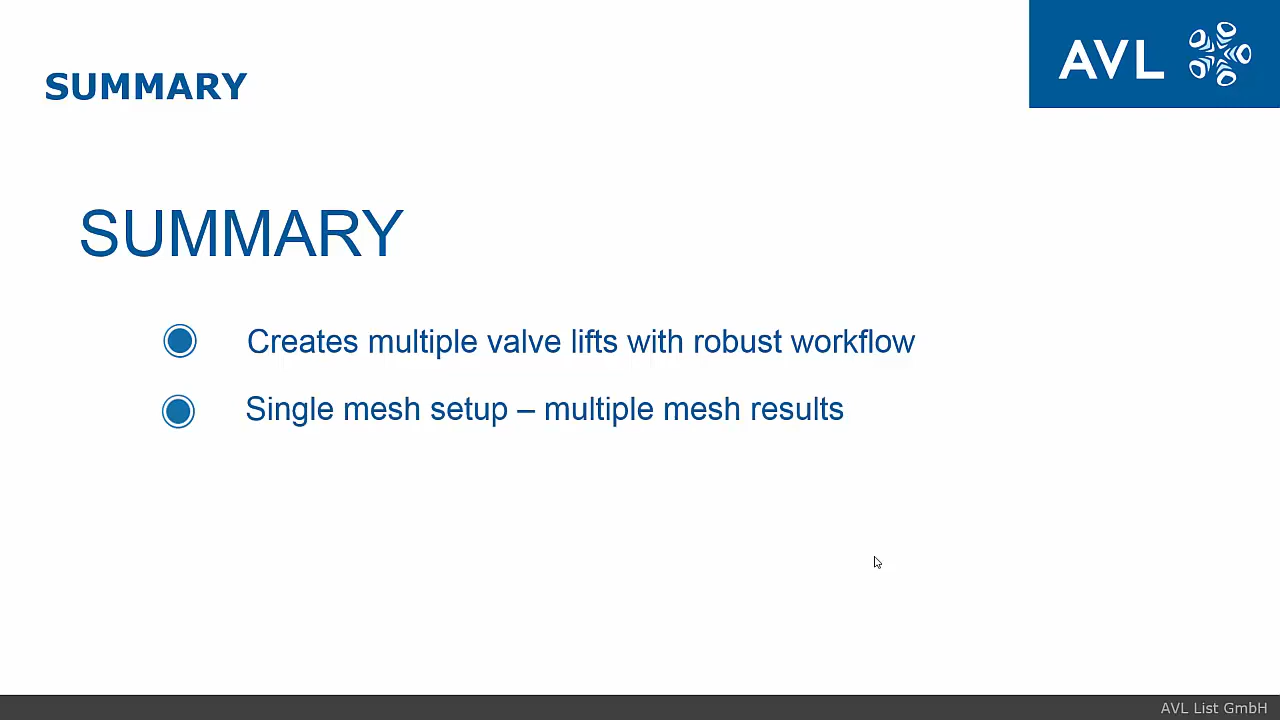 SUMMARY
AVL
SUMMARY
Creates multiple valve lifts with robust workflow
Single mesh setup – multiple mesh results
AVL List GmbH